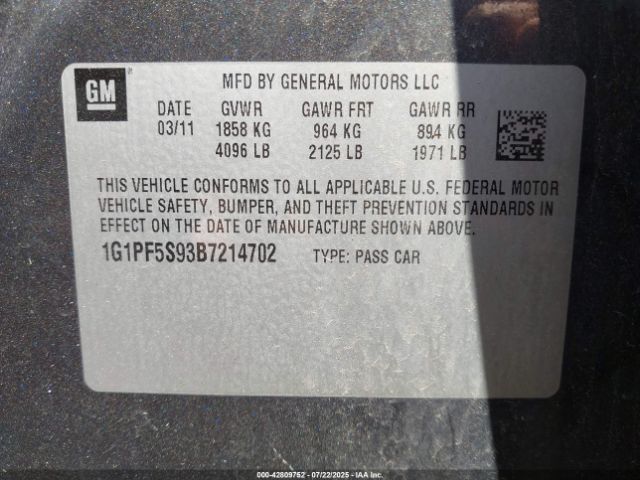 GM
MFD BY GENERAL MOTORS LLC
DATE GVWR GAWR FRT GAWR RR
03/11 1858 KG 964 KG 894 KG
4096 LB 2125 LB 1971 LB
THIS VEHICLE CONFORMS TO ALL APPLICABLE U.S. FEDERAL MOTOR
VEHICLE SAFETY, BUMPER, AND THEFT PREVENTION STANDARDS IN
EFFECT ON THE DATE OF MANUFACTURE SHOWN ABOVE.
1G1PF5S93B7214702 TYPE: PASS CAR
000-42809752 - 07/22/2025 - IAAI.COM